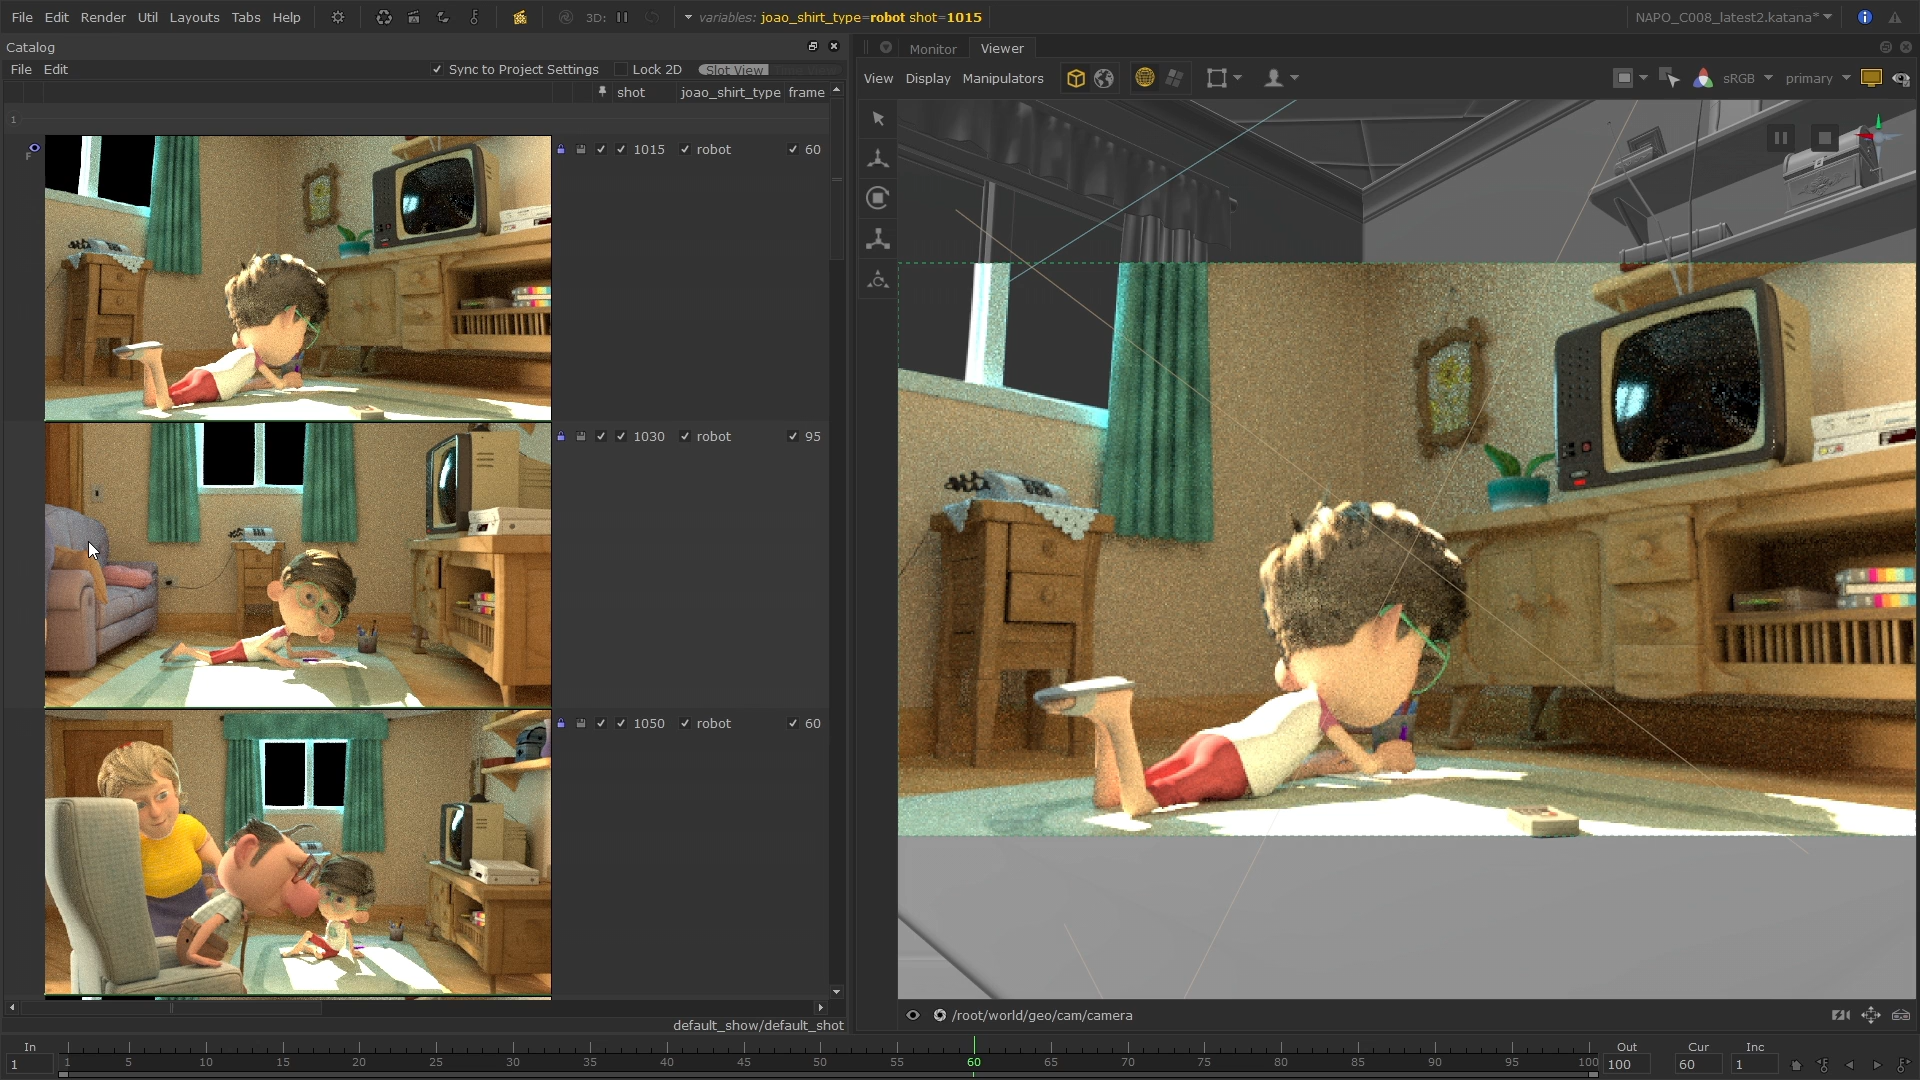 File Edit Render Util Layouts Tabs Help 3D: variables: joao_shirt_type=robot shot=1015 NAPO_C008_latest2.katana*
Catalog
File Edit Sync to Project Settings Lock 2D Slot View
shot joao_shirt_type frame
1
F
1015 robot 60
1030 robot 95
1050 robot 60
default_show/default_shot
Monitor Viewer
View Display Manipulators sRGB primary
/root/world/geo/cam/camera
In Out Cur Inc
1 1 5 10 15 20 25 30 35 40 45 50 55 60 65 70 75 80 85 90 95 100 100 60 1